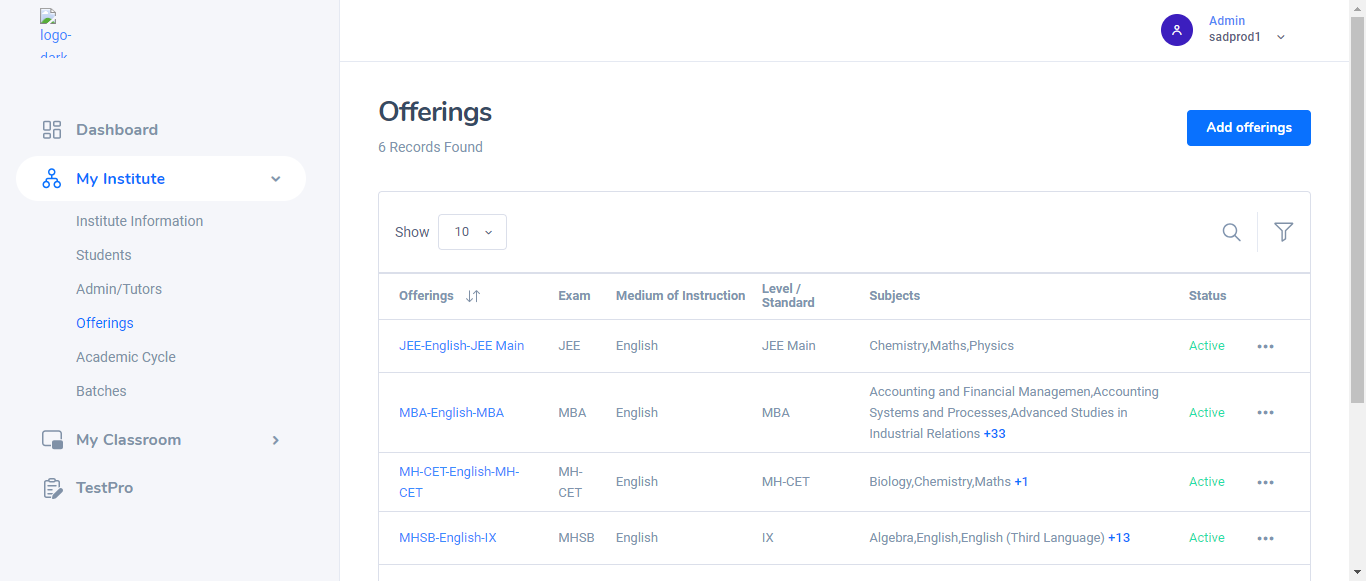 logo-
dark
Admin
sadprod1
Dashboard
My Institute
Institute Information
Students
Admin/Tutors
Offerings
Academic Cycle
Batches
My Classroom
TestPro
Offerings
6 Records Found
Add offerings
Show 10
Offerings Exam Medium of Instruction Level / Standard Subjects Status
JEE-English-JEE Main JEE English JEE Main Chemistry,Maths,Physics Active
MBA-English-MBA MBA English MBA Accounting and Financial Managemen,Accounting
Systems and Processes,Advanced Studies in
Industrial Relations +33 Active
MH-CET-English-MH-
CET MH-
CET English MH-CET Biology,Chemistry,Maths +1 Active
MHSB-English-IX MHSB English IX Algebra,English,English (Third Language) +13 Active